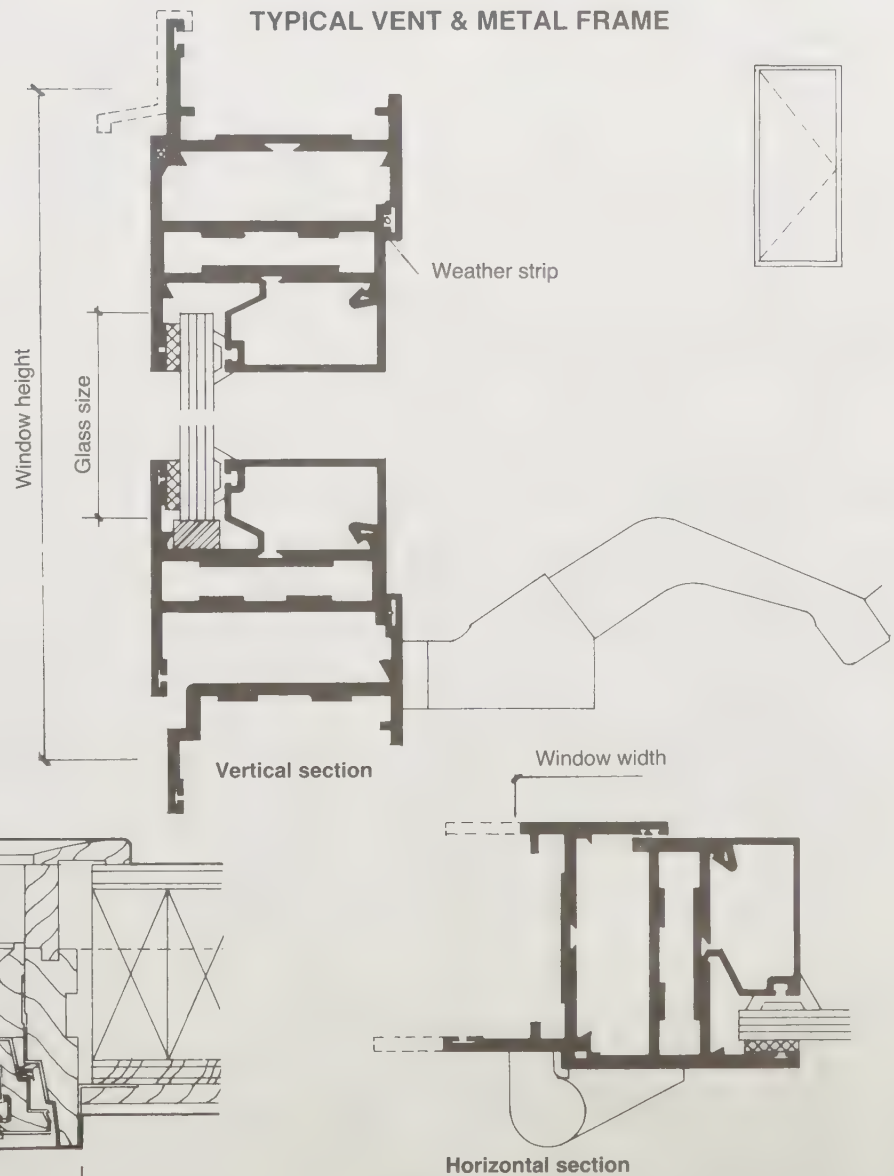 TYPICAL VENT & METAL FRAME
Weather strip
Window height
Glass size
Vertical section
Window width
Horizontal section